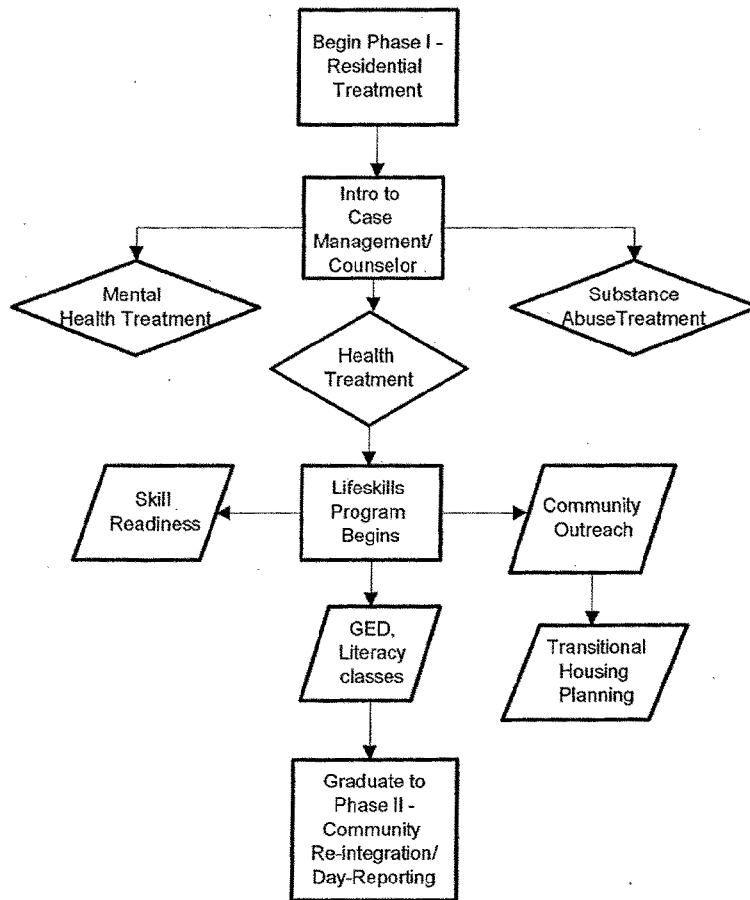 Begin Phase I -
Residential
Treatment
Intro to
Case
Management/
Counselor
Mental
Health Treatment
Substance
AbuseTreatment
Health
Treatment
Skill
Readiness
Lifeskills
Program
Begins
Community
Outreach
GED,
Literacy
classes
Transitional
Housing
Planning
Graduate to
Phase II -
Community
Re-integration/
Day-Reporting